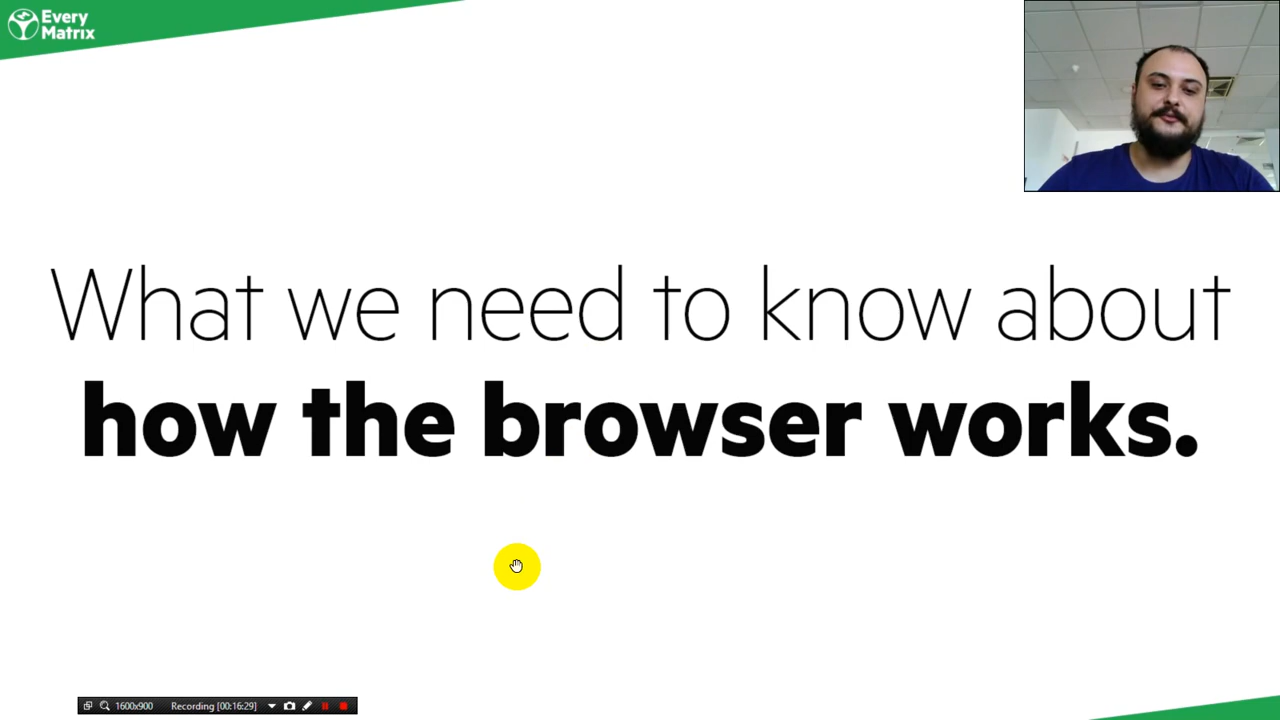 Every
Matrix
What we need to know about
how the browser works.
1600x900 Recording [00:16:29]